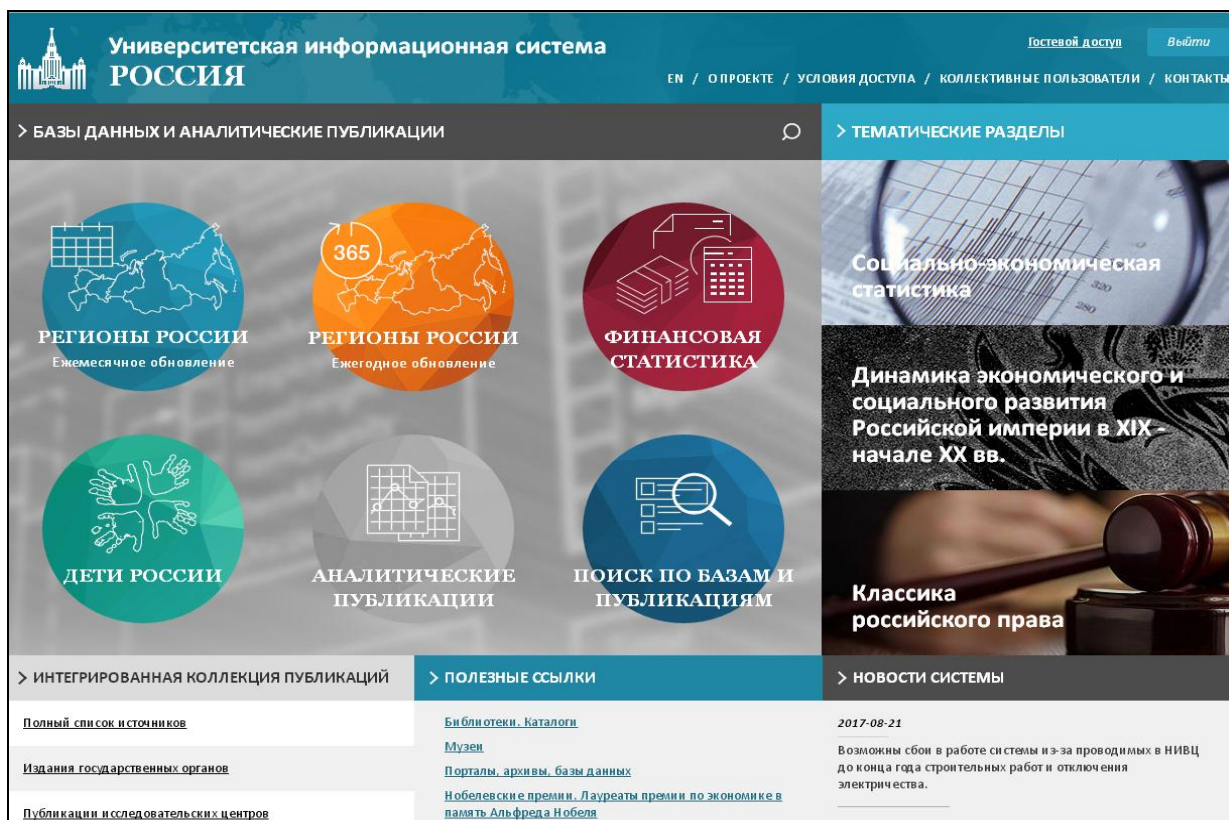 Университетская информационная система
РОССИЯ
Гостевой доступ
Выйти
EN / О ПРОЕКТЕ / УСЛОВИЯ ДОСТУПА / КОЛЛЕКТИВНЫЕ ПОЛЬЗОВАТЕЛИ / КОНТАКТЫ
> БАЗЫ ДАННЫХ И АНАЛИТИЧЕСКИЕ ПУБЛИКАЦИИ
365
РЕГИОНЫ РОССИИ
Ежемесячное обновление
РЕГИОНЫ РОССИИ
Ежегодное обновление
ФИНАНСОВАЯ
СТАТИСТИКА
ДЕТИ РОССИИ
АНАЛИТИЧЕСКИЕ
ПУБЛИКАЦИИ
ПОИСК ПО БАЗАМ И
ПУБЛИКАЦИЯМ
> ТЕМАТИЧЕСКИЕ РАЗДЕЛЫ
Социально-экономическая
статистика
320
280
Динамика экономического и
социального развития
Российской империи в XIX -
начале XX вв.
Классика
российского права
> ИНТЕГРИРОВАННАЯ КОЛЛЕКЦИЯ ПУБЛИКАЦИЙ
Полный список источников
Издания государственных органов
Публикации исследовательских центров
> ПОЛЕЗНЫЕ ССЫЛКИ
Библиотеки. Каталоги
Музеи
Порталы, архивы, базы данных
Нобелевские премии. Лауреаты премии по экономике в
память Альфреда Нобеля
> НОВОСТИ СИСТЕМЫ
2017-08-21
Возможны сбои в работе системы из-за проводимых в НИВЦ
до конца года строительных работ и отключения
электричества.